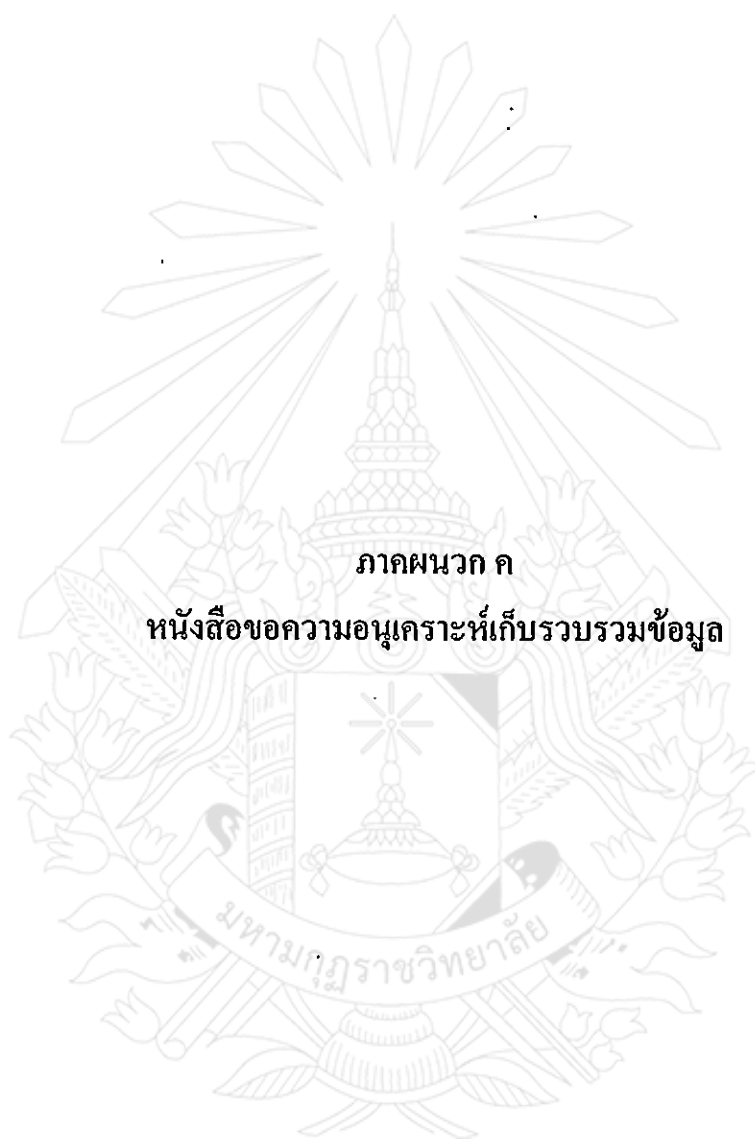 ภาคผนวก ค
หนังสือขอความอนุเคราะห์เก็บรวบรวมข้อมูล
มหามกุฏราชวิทยาลัย